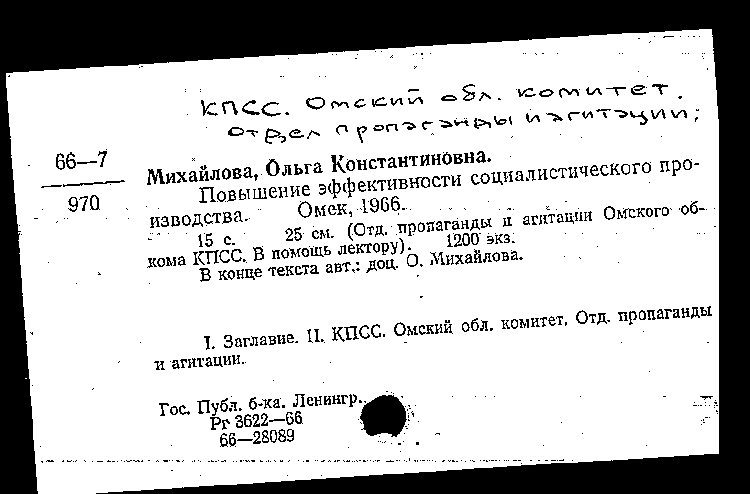 КПСС. Омский обл. комитет.
отдел пропаганды и агитации;
66—7
970
Михайлова, Ольга Константиновна.
Повышение эффективности социалистического про-
изводства. Омск, 1966.
15 с. 25 см. (Отд. пропаганды и агитации Омского об-
кома КПСС. В помощь лектору). 1200 экз.
В конце текста авт.: доц. О. Михайлова.
I. Заглавие. II. КПСС. Омский обл. комитет. Отд. пропаганды
и агитации.
Гос. Публ. б-ка. Ленингр.
Рг 3622—66
66—28089